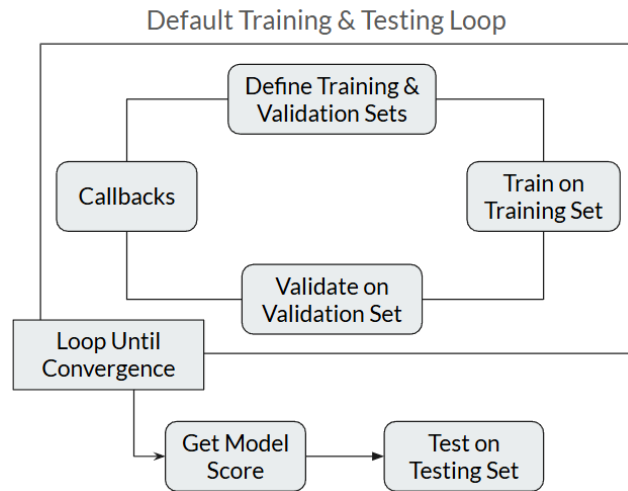 Default Training & Testing Loop
Define Training &
Validation Sets
Callbacks
Train on
Training Set
Validate on
Validation Set
Loop Until
Convergence
Get Model
Score
Test on
Testing Set